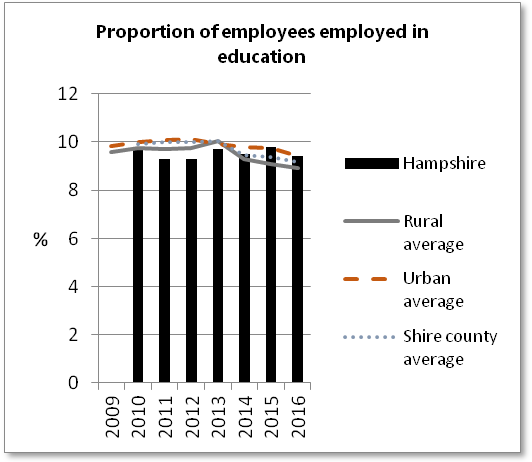 Proportion of employees employed in
education
12
10
8
6
4
2
0
%
2009
2010
2011
2012
2013
2014
2015
2016
Hampshire
Rural
average
Urban
average
Shire county
average